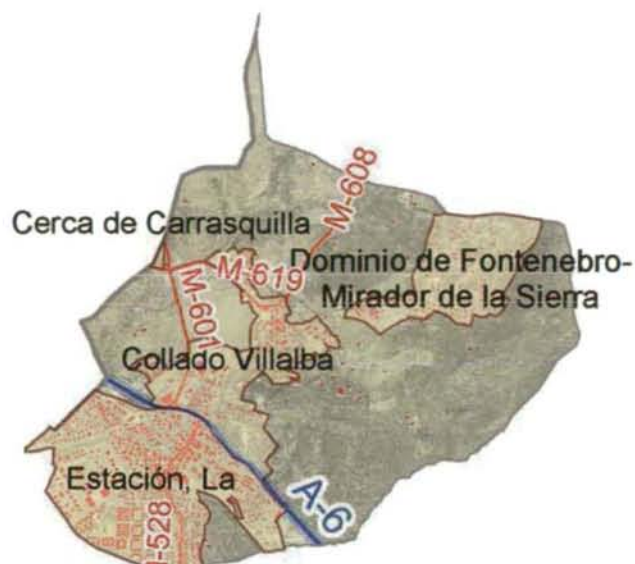 M-608
Cerca de Carrasquilla
M-619
Dominio de Fontenebro-
Mirador de la Sierra
M-601
Collado Villalba
Estación, La
A-6
-528